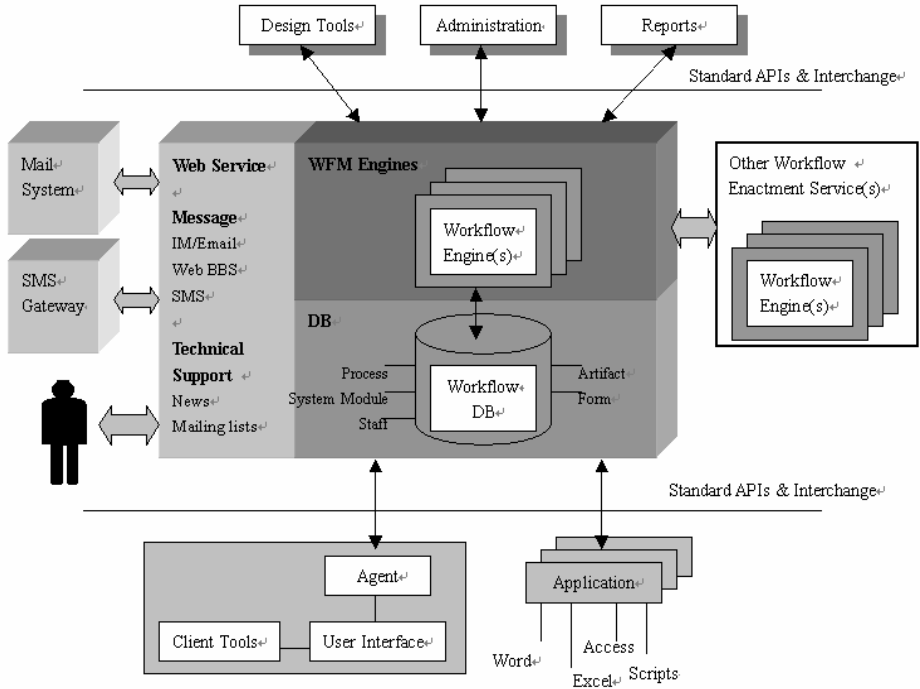 Design Tools
Administration
Reports
Standard APIs & Interchange
Mail
System
SMS
Gateway
Web Service
Message
IM/Email
Web BBS
SMS
Technical
Support
News
Mailing lists
WFM Engines
Workflow
Engine(s)
DB
Process
System Module
Staff
Workflow
DB
Artifact
Form
Other Workflow
Enactment Service(s)
Workflow
Engine(s)
Standard APIs & Interchange
Agent
Client Tools
User Interface
Application
Word
Excel
Access
Scripts